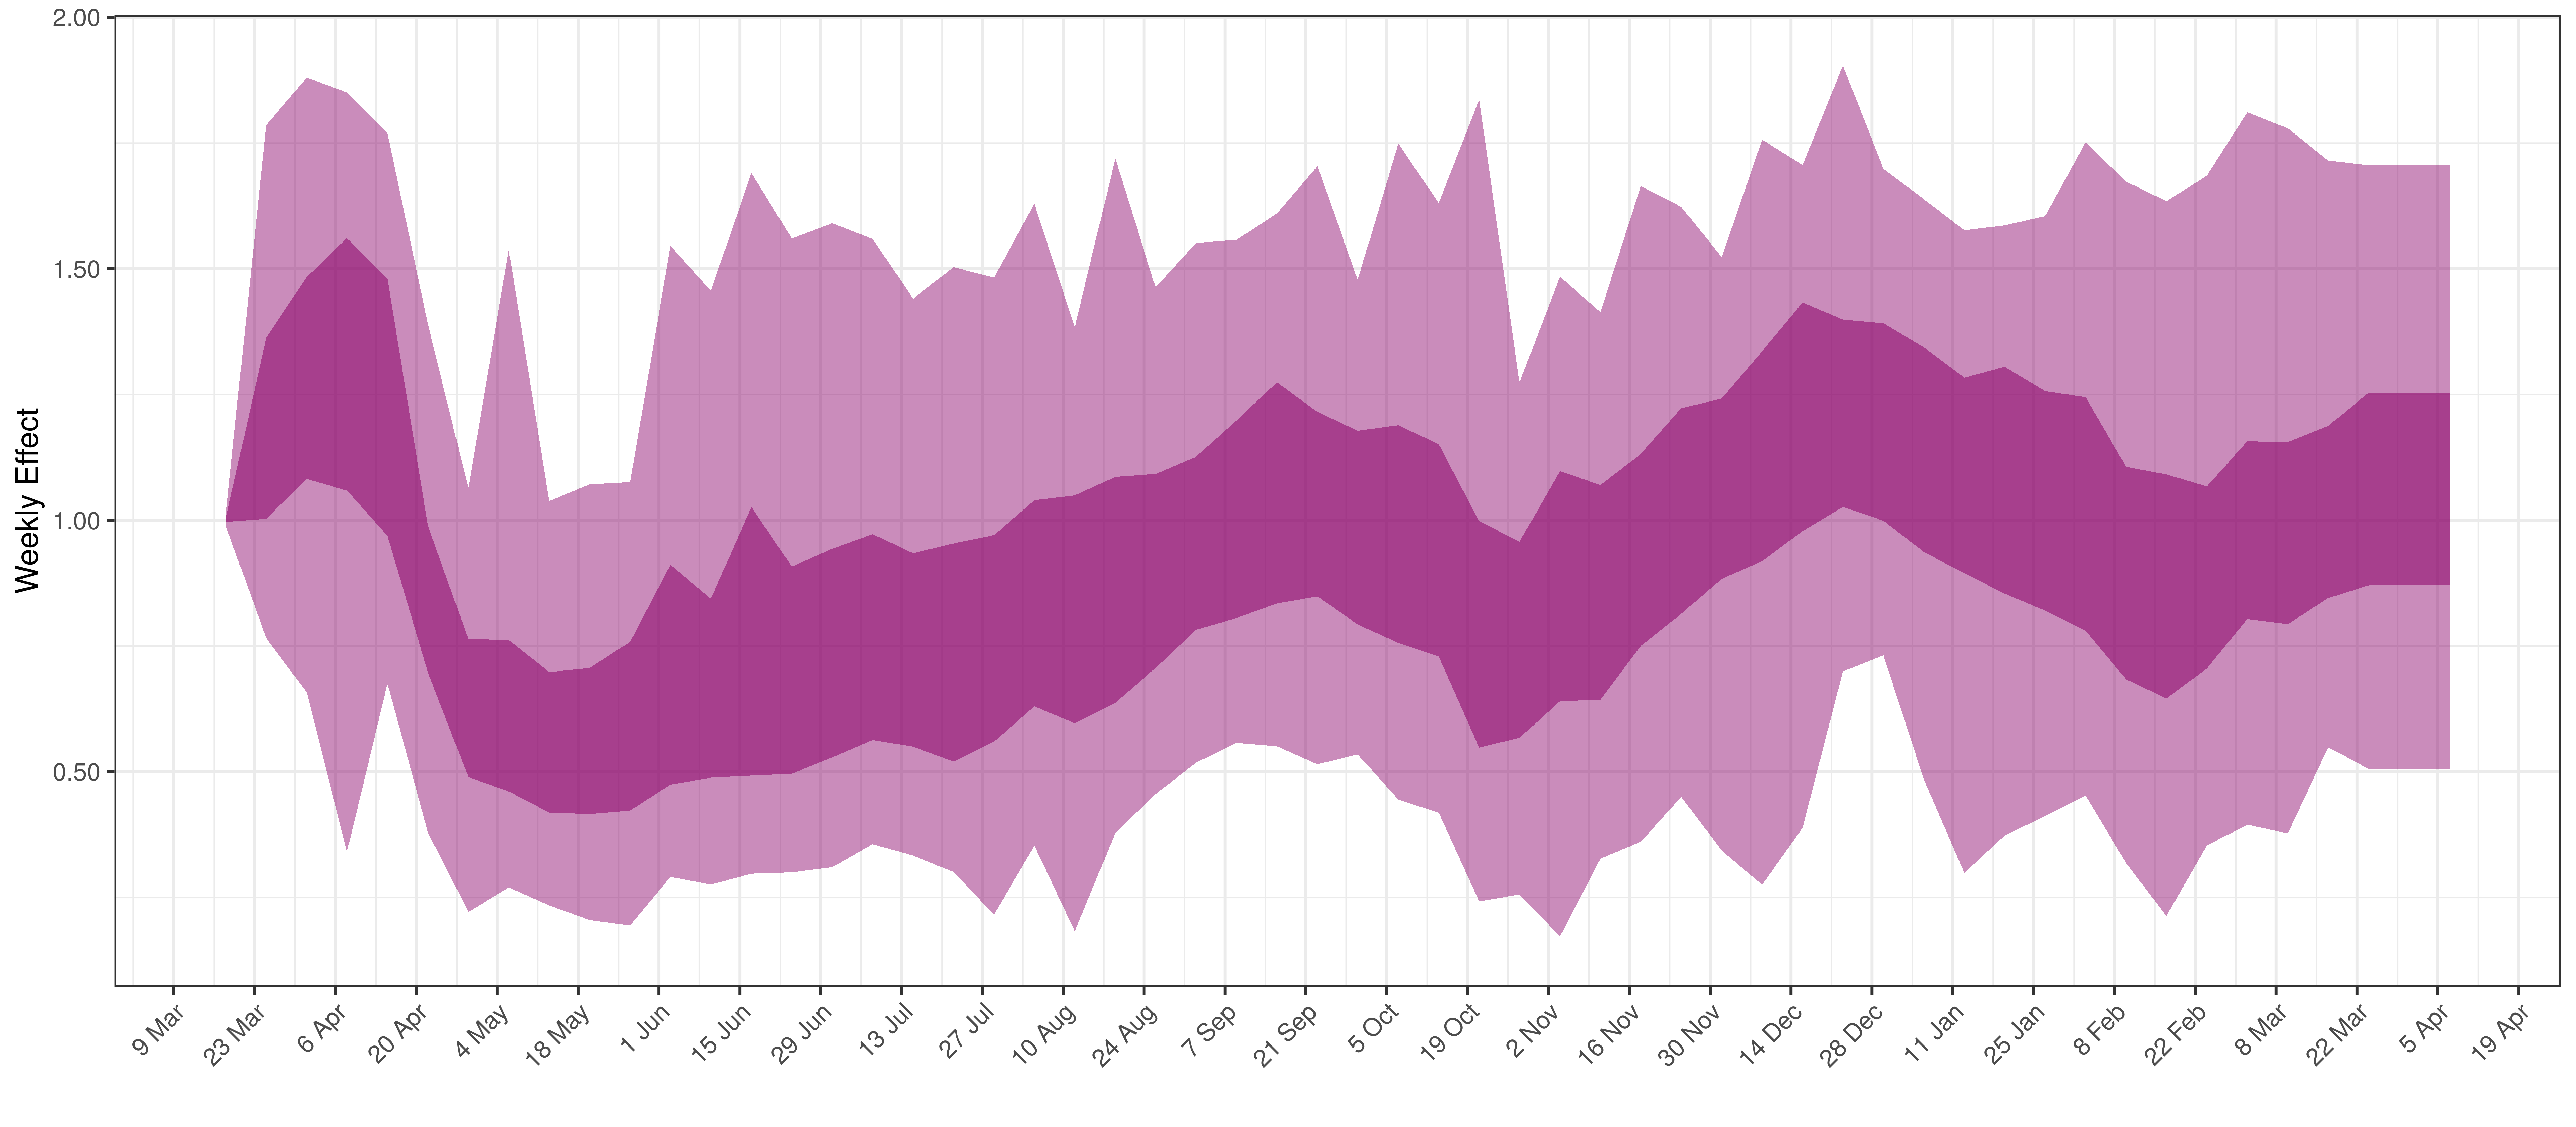 Weekly Effect
2.00
1.50
1.00
0.50
9 Mar
23 Mar
6 Apr
20 Apr
4 May
18 May
1 Jun
15 Jun
29 Jun
13 Jul
27 Jul
10 Aug
24 Aug
7 Sep
21 Sep
5 Oct
19 Oct
2 Nov
16 Nov
30 Nov
14 Dec
28 Dec
11 Jan
25 Jan
8 Feb
22 Feb
8 Mar
22 Mar
5 Apr
19 Apr